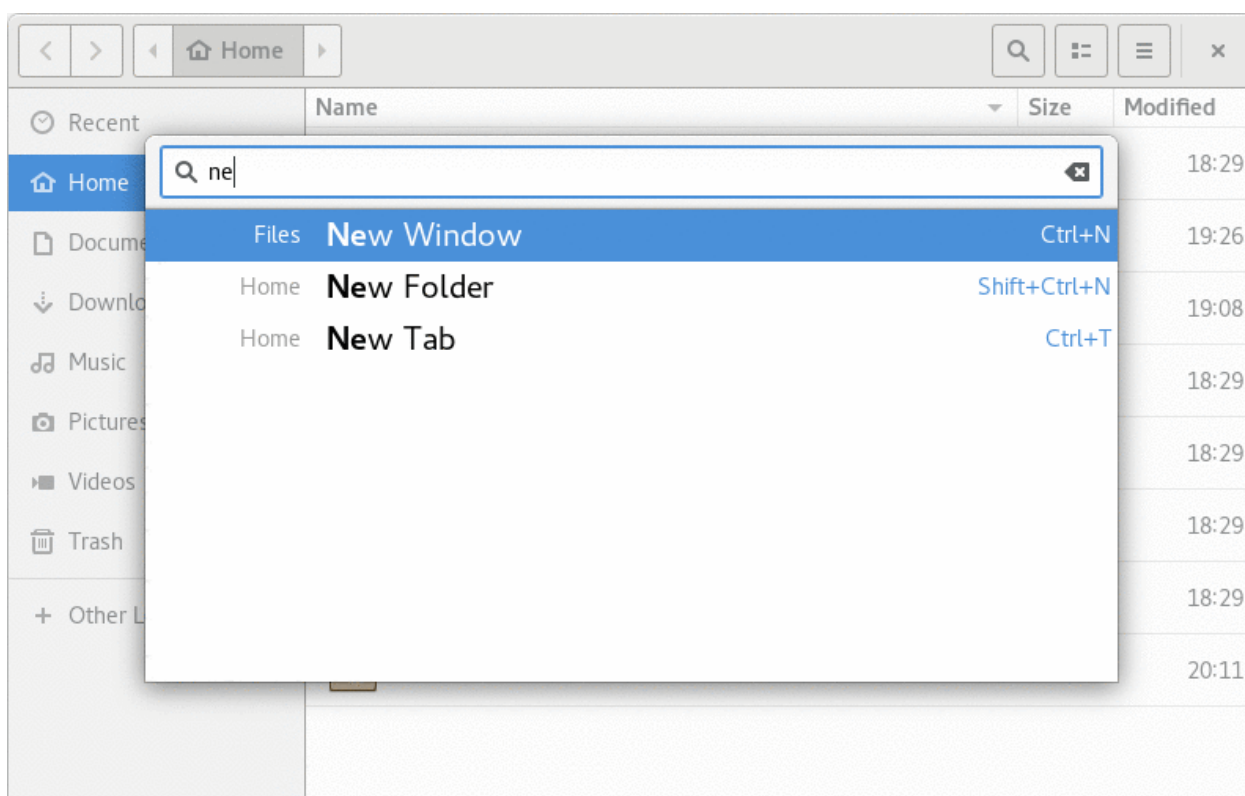 Home
Name Size Modified
Recent
18:29
ne
Home
Files New Window Ctrl+N
19:26
Home New Folder Shift+Ctrl+N
19:08
Home New Tab Ctrl+T
Music
18:29
Pictures
18:29
Videos
18:29
Trash
18:29
Other
20:11